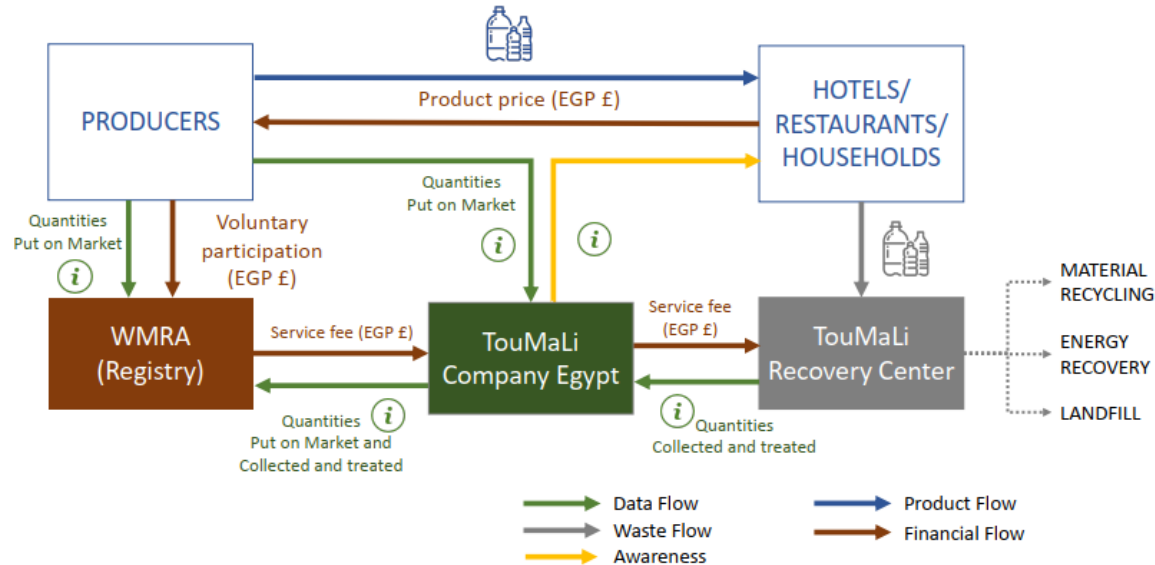 PRODUCERS
Product price (EGP £)
HOTELS/
RESTAURANTS/
HOUSEHOLDS
Quantities
Put on Market
i
Voluntary
participation
(EGP £)
Quantities
Put on Market
i
i
WMRA
(Registry)
Service fee (EGP £)
TouMaLi
Company Egypt
Service fee
(EGP £)
TouMaLi
Recovery Center
MATERIAL
RECYCLING
ENERGY
RECOVERY
LANDFILL
Quantities
i
Put on Market and
Collected and treated
i
Quantities
Collected and treated
Data Flow
Waste Flow
Awareness
Product Flow
Financial Flow